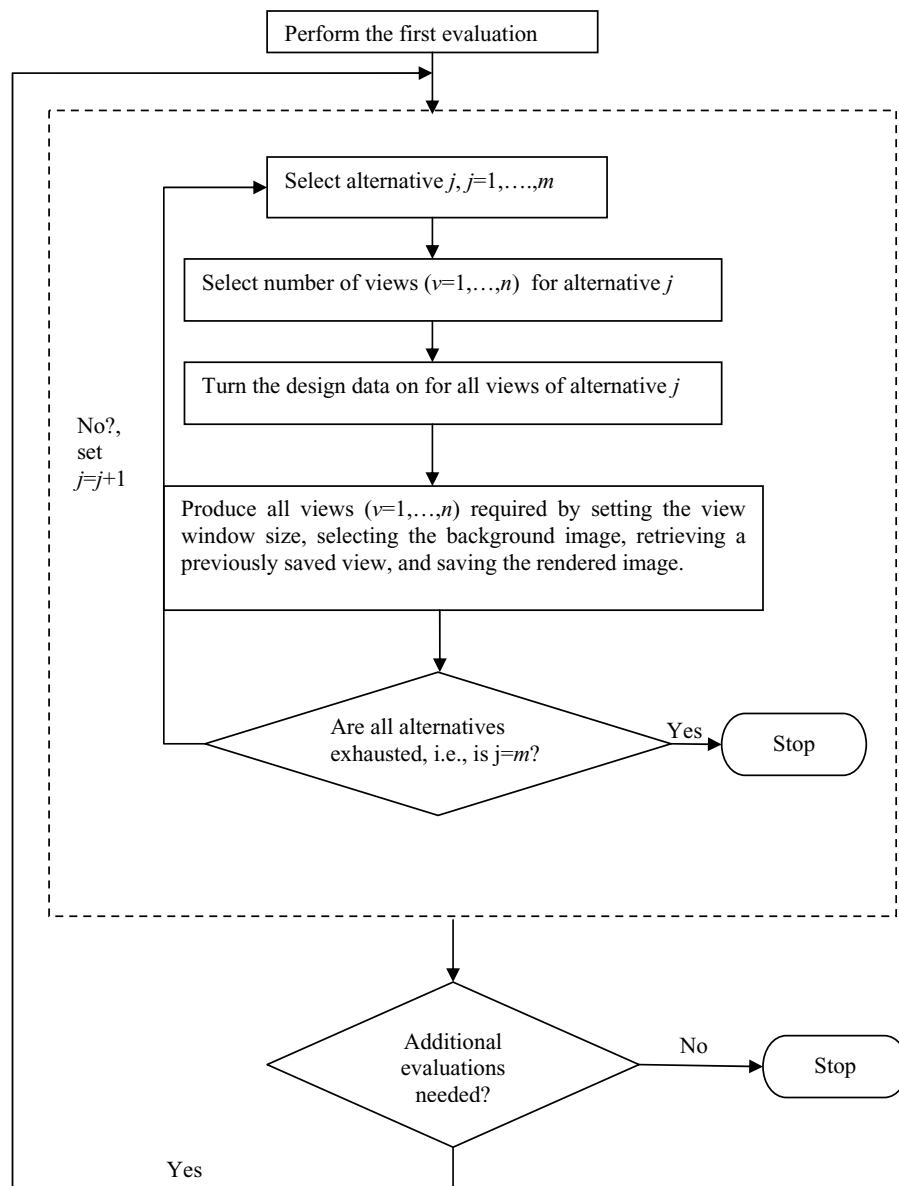 Perform the first evaluation
Select alternative j, j=1,….,m
Select number of views (v=1,…,n) for alternative j
Turn the design data on for all views of alternative j
No?,
set
j=j+1
Produce all views (v=1,…,n) required by setting the view
window size, selecting the background image, retrieving a
previously saved view, and saving the rendered image.
Are all alternatives
exhausted, i.e., is j=m?
Yes
Stop
Additional
evaluations
needed?
No
Stop
Yes